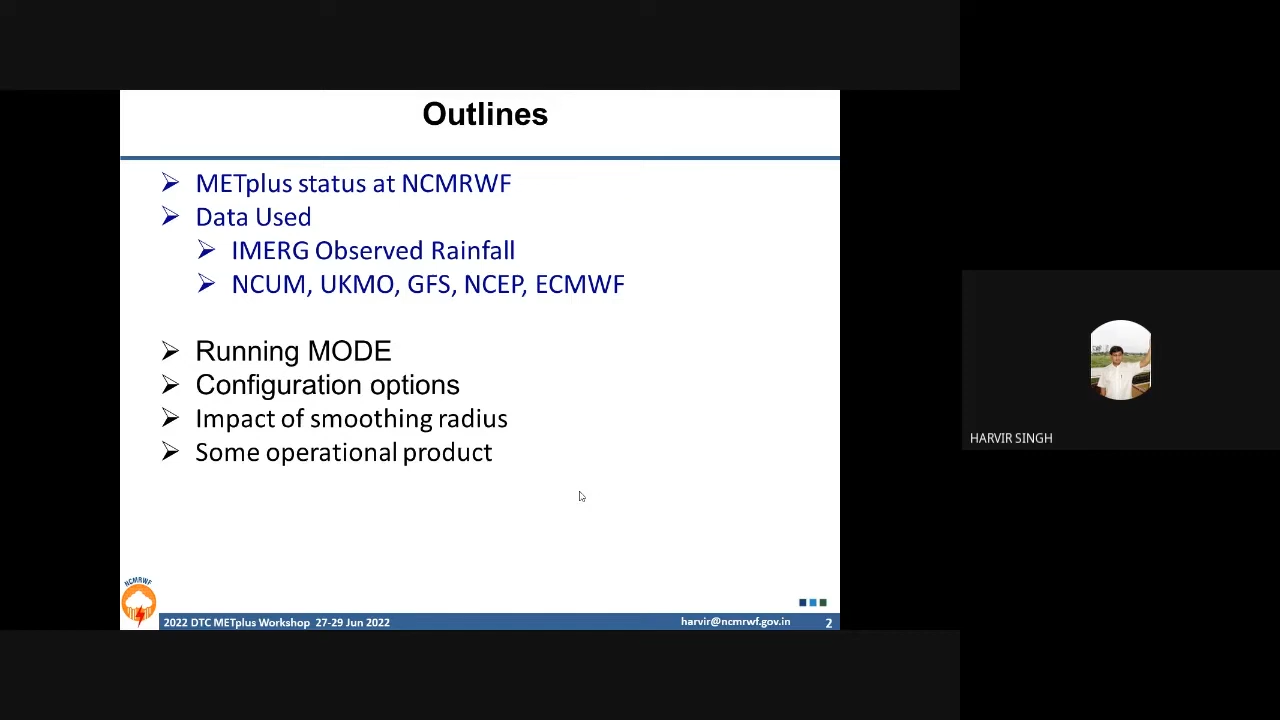 Outlines
METplus status at NCMRWF
Data Used
IMERG Observed Rainfall
NCUM, UKMO, GFS, NCEP, ECMWF
Running MODE
Configuration options
Impact of smoothing radius
Some operational product
HARVIR SINGH
NCMRWF
2022 DTC METplus Workshop 27-29 Jun 2022
harvir@ncmrwf.gov.in
2